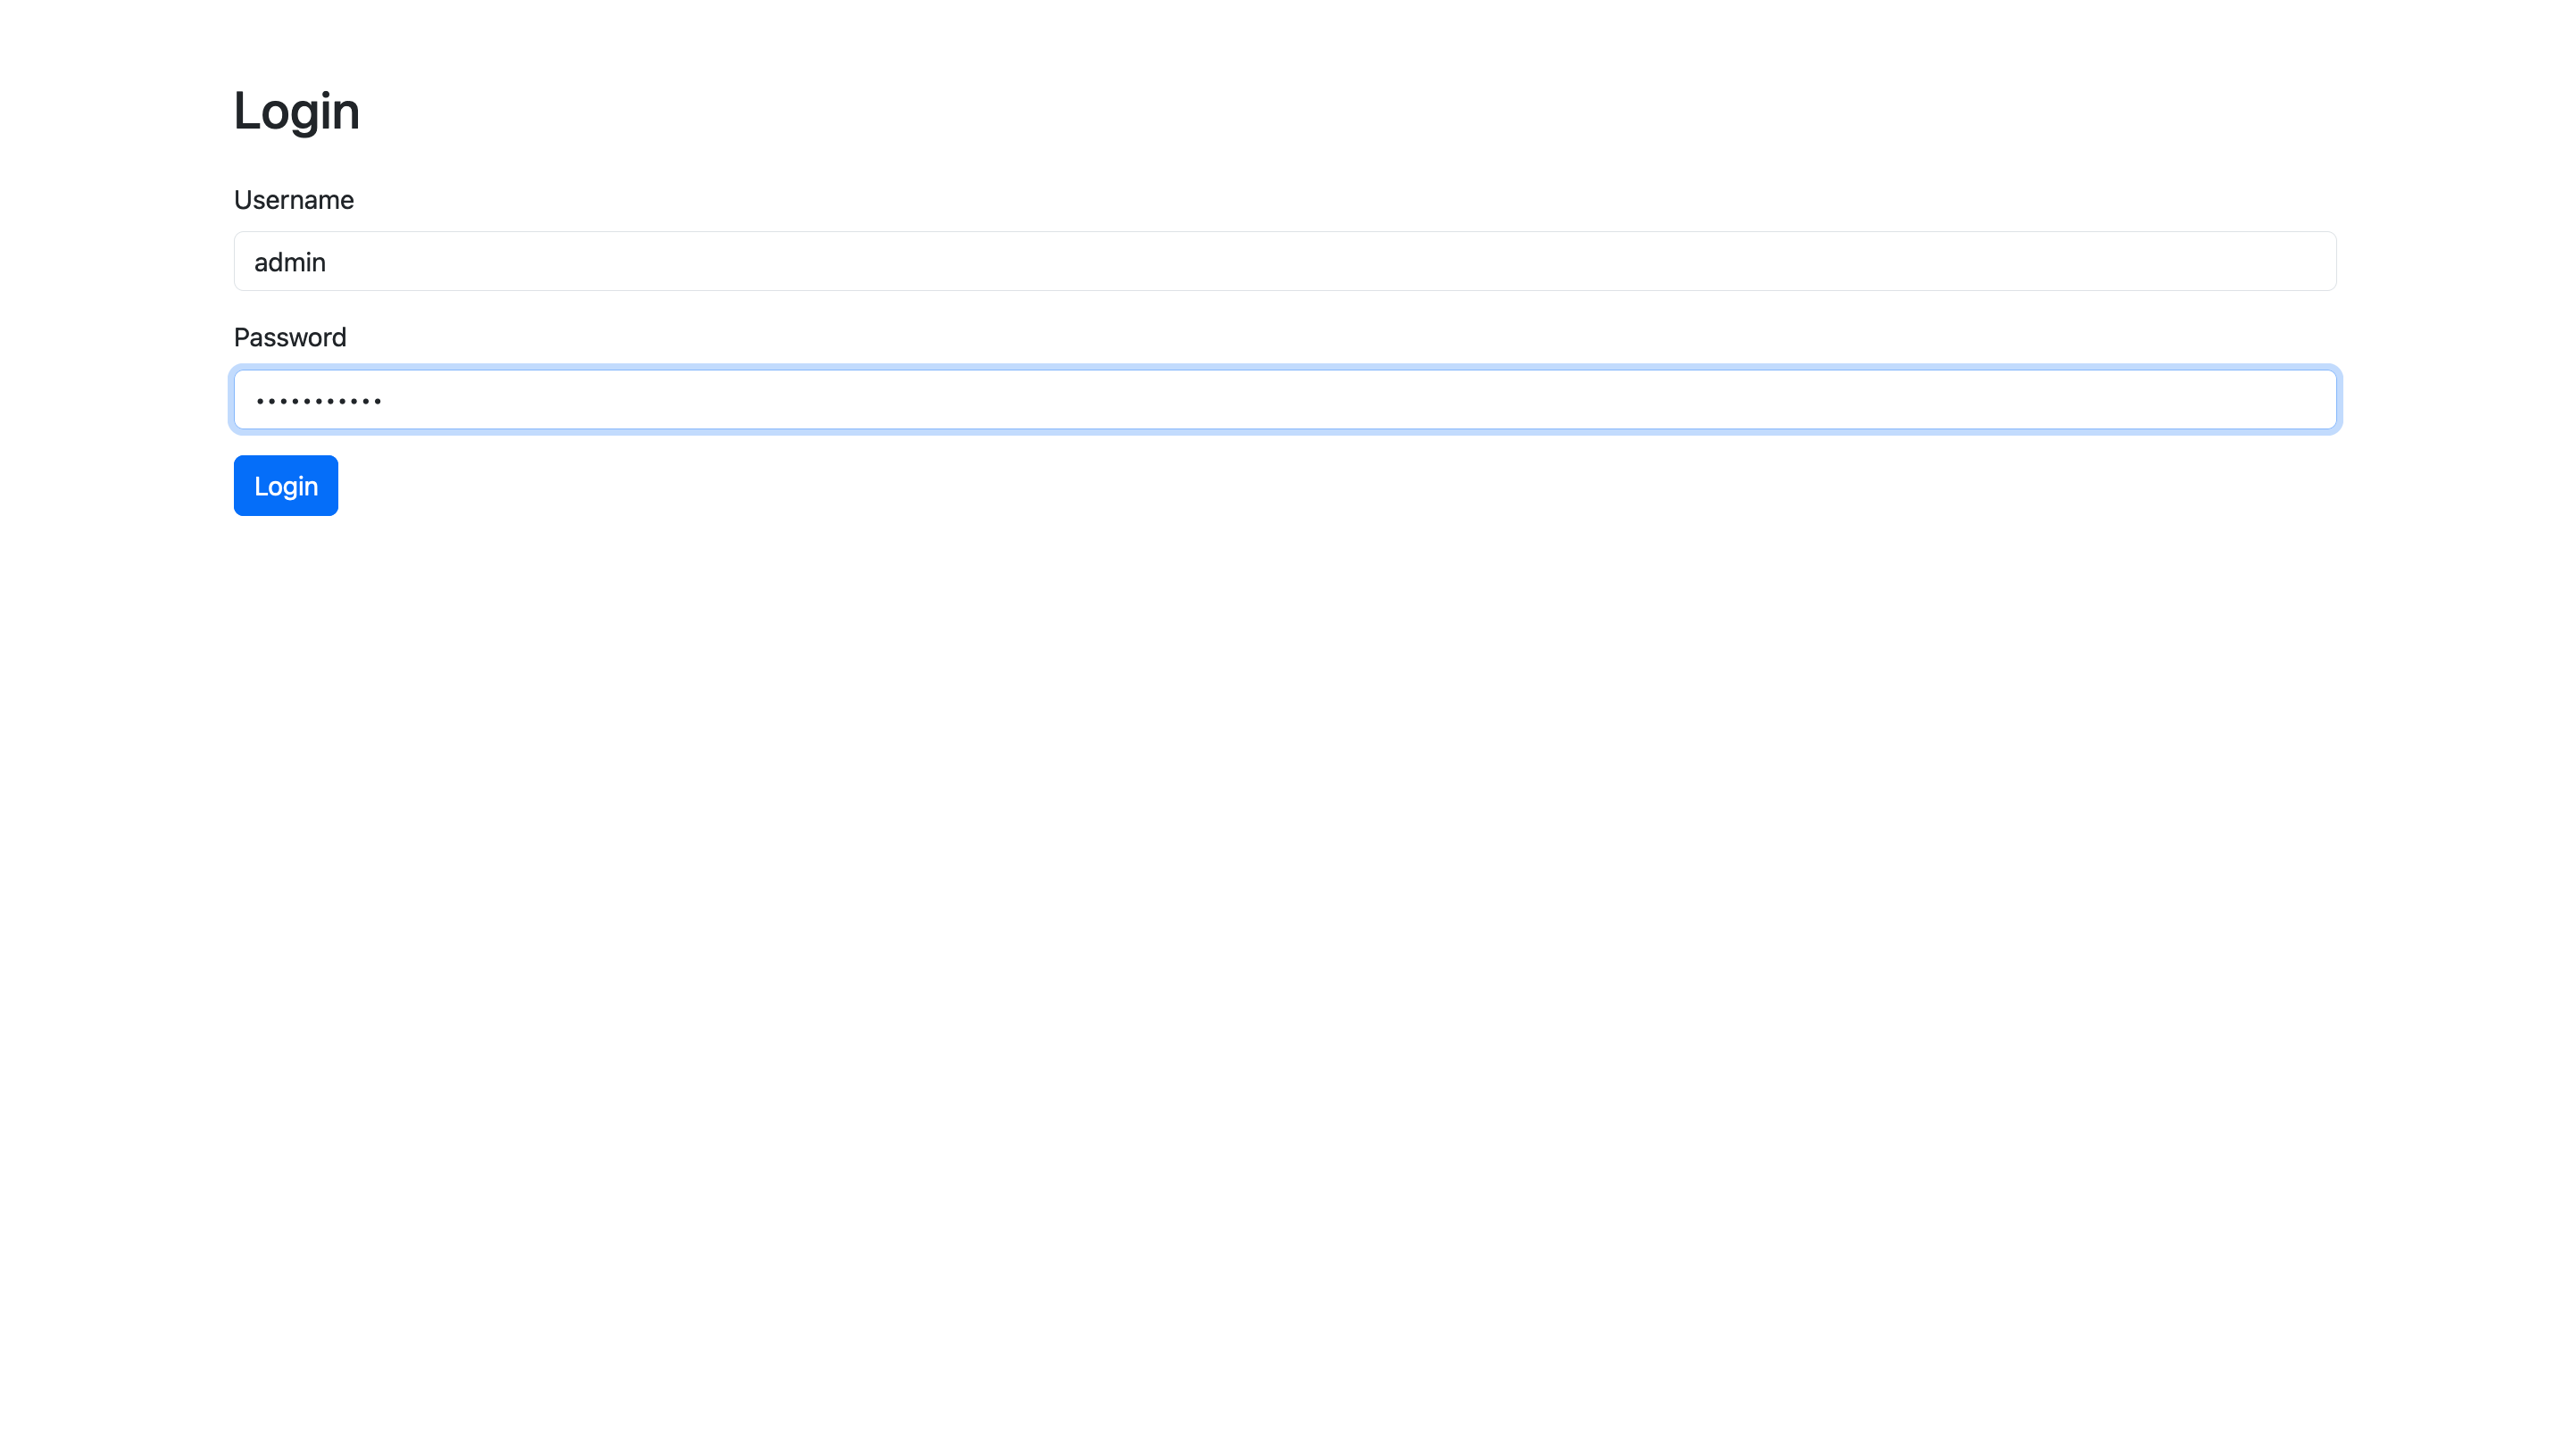 Login
Username
admin
Password
•••••••••••
Login